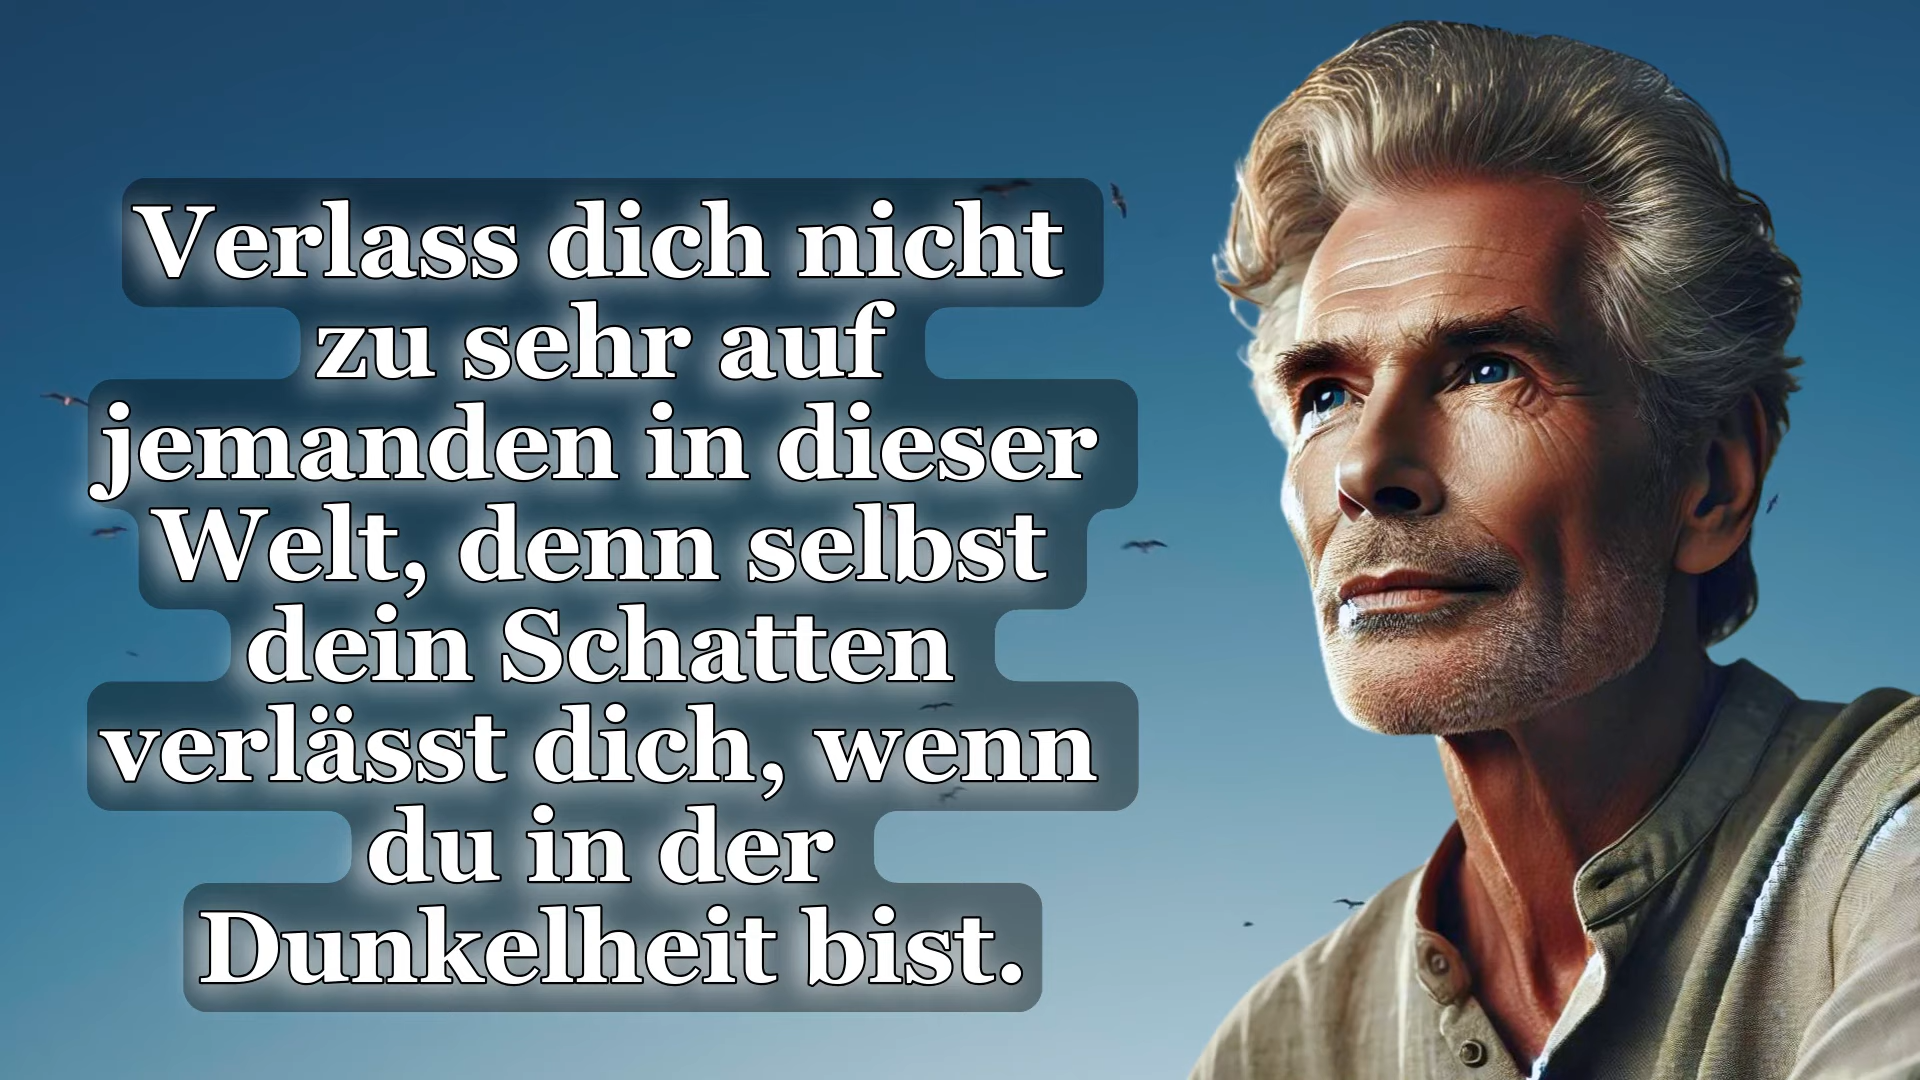 Verlass dich nicht
zu sehr auf
jemanden in dieser
Welt, denn selbst
dein Schatten
verlässt dich, wenn
du in der
Dunkelheit bist.